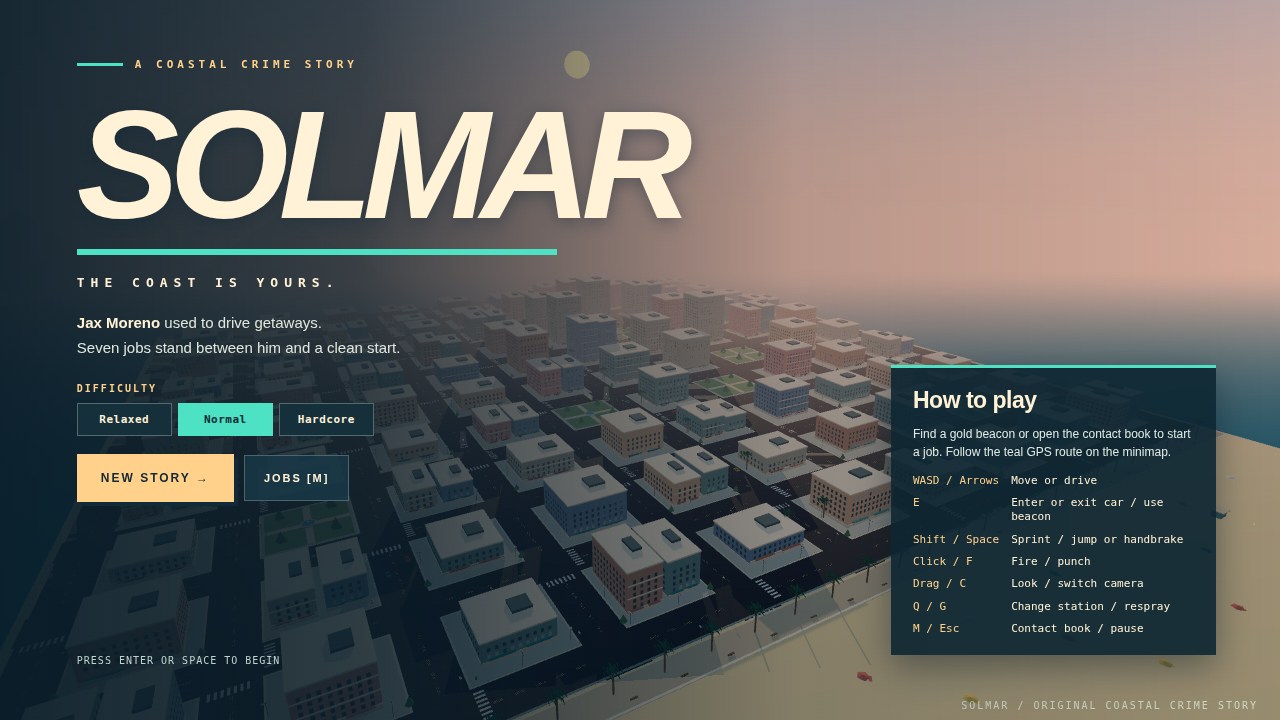 A COASTAL CRIME STORY
SOLMAR
THE COAST IS YOURS.
Jax Moreno used to drive getaways.
Seven jobs stand between him and a clean start.
DIFFICULTY
Relaxed Normal Hardcore
NEW STORY → JOBS [M]
PRESS ENTER OR SPACE TO BEGIN
How to play
Find a gold beacon or open the contact book to start
a job. Follow the teal GPS route on the minimap.
WASD / Arrows Move or drive
E Enter or exit car / use
beacon
Shift / Space Sprint / jump or handbrake
Click / F Fire / punch
Drag / C Look / switch camera
Q / G Change station / respray
M / Esc Contact book / pause
SOLMAR / ORIGINAL COASTAL CRIME STORY